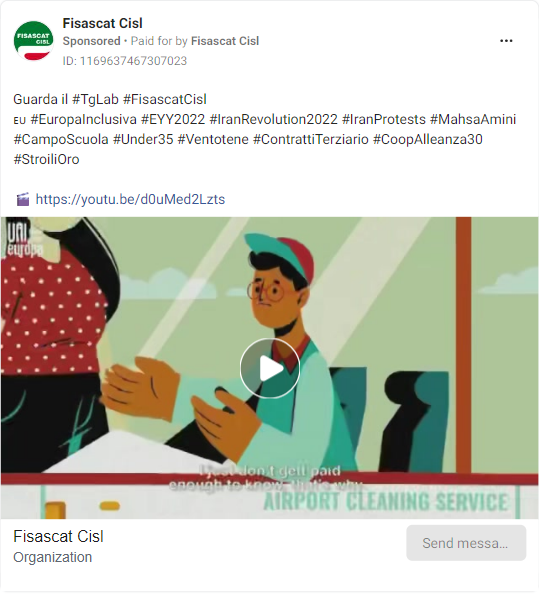 FISASCAT
CISL
Fisascat Cisl
Sponsored • Paid for by Fisascat Cisl
ID: 1169637467307023
Guarda il #TgLab #FisascatCisl
EU #EuropaInclusiva #EYY2022 #IranRevolution2022 #IranProtests #MahsaAmini
#CampoScuola #Under35 #Ventotene #ContrattiTerziario #CoopAlleanza30
#StroiliOro
https://youtu.be/d0uMed2Lzts
UNI
europa
I just don't get paid
enough to know, that's why.
AIRPORT CLEANING SERVICE
Fisascat Cisl
Organization
Send messa...